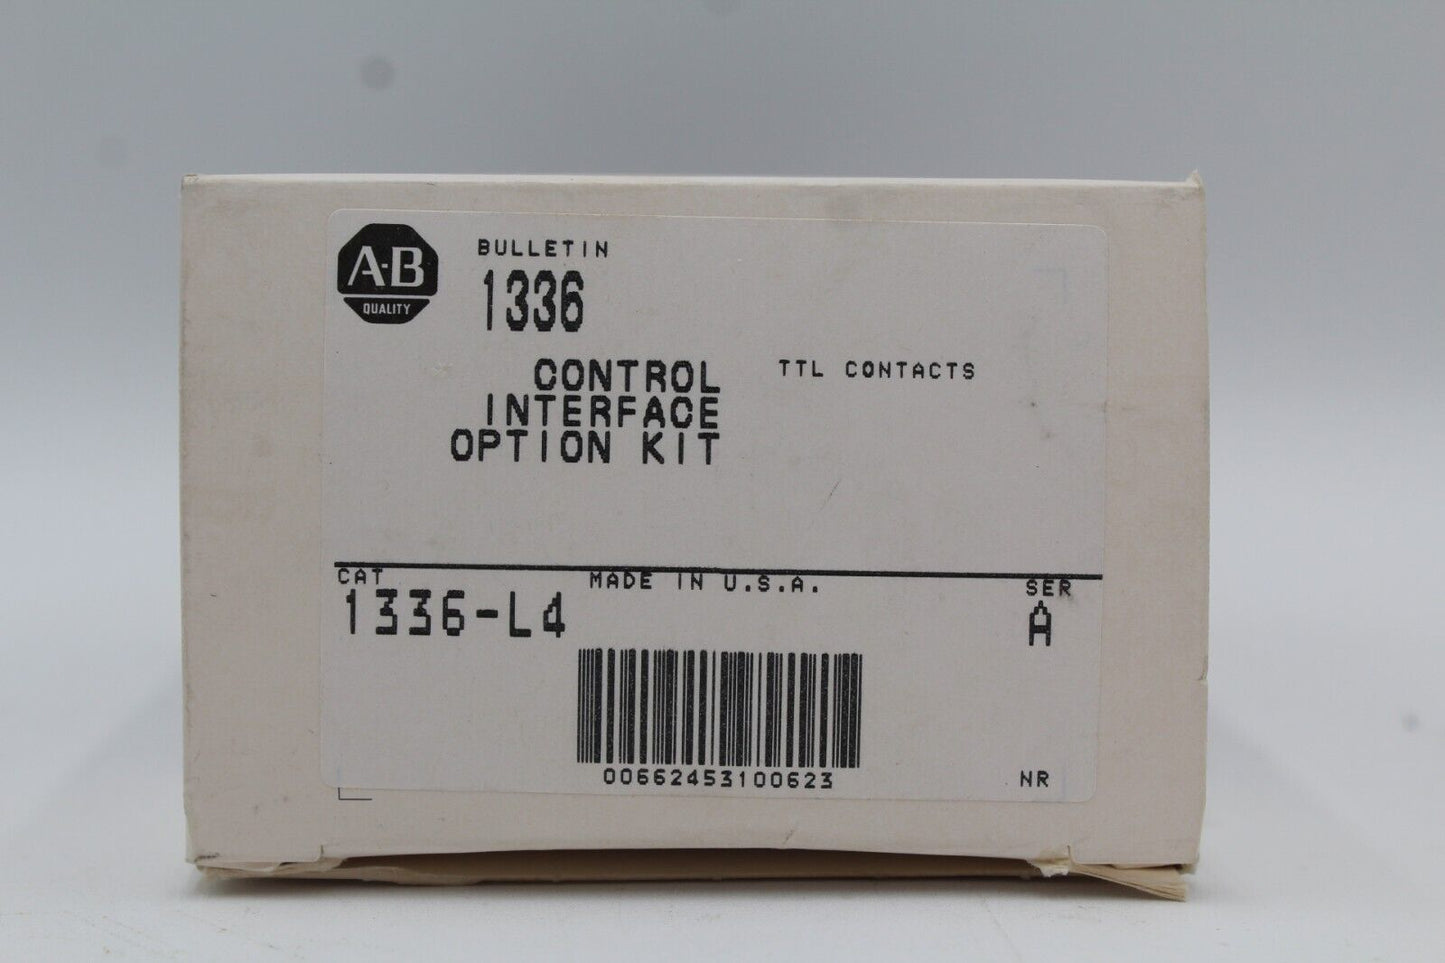 A-B
QUALITY
BULLETIN
1336
CONTROL
INTERFACE
OPTION KIT
TTL CONTACTS
CAT
MADE IN U.S.A.
SER
1336-L4
A
00662453100623
NR